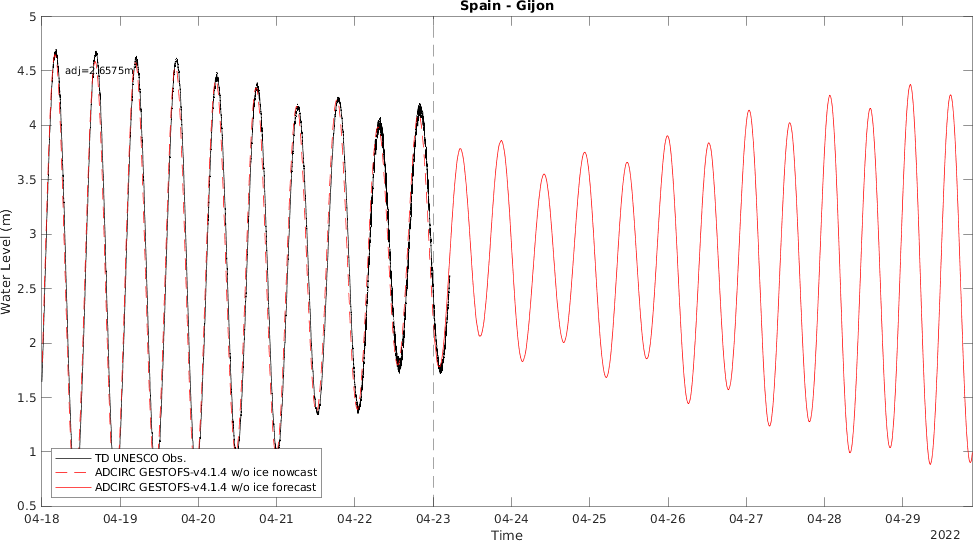 Spain - Gijon
5
4.5
4
3.5
3
2.5
2
1.5
1
0.5
Water Level (m)
adj=2.6575m
TD UNESCO Obs.
ADCIRC GESTOFS-v4.1.4 w/o ice nowcast
ADCIRC GESTOFS-v4.1.4 w/o ice forecast
04-18 04-19 04-20 04-21 04-22 04-23 04-24 04-25 04-26 04-27 04-28 04-29
Time
2022